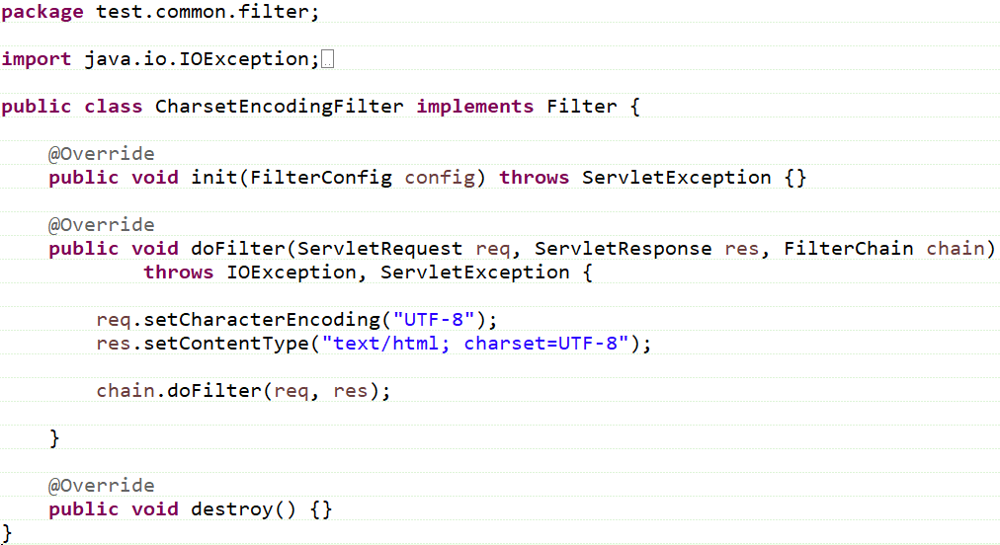 package test.common.filter;
import java.io.IOException;
public class CharsetEncodingFilter implements Filter {
@Override
public void init(FilterConfig config) throws ServletException {}
@Override
public void doFilter(ServletRequest req, ServletResponse res, FilterChain chain)
throws IOException, ServletException {
req.setCharacterEncoding("UTF-8");
res.setContentType("text/html; charset=UTF-8");
chain.doFilter(req, res);
}
@Override
public void destroy() {}
}